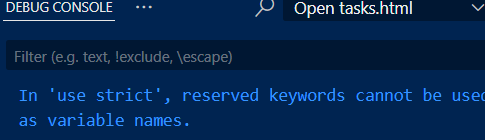 DEBUG CONSOLE ... Open tasks.html
Filter (e.g. text, !exclude, \escape)
In 'use strict', reserved keywords cannot be used
as variable names.